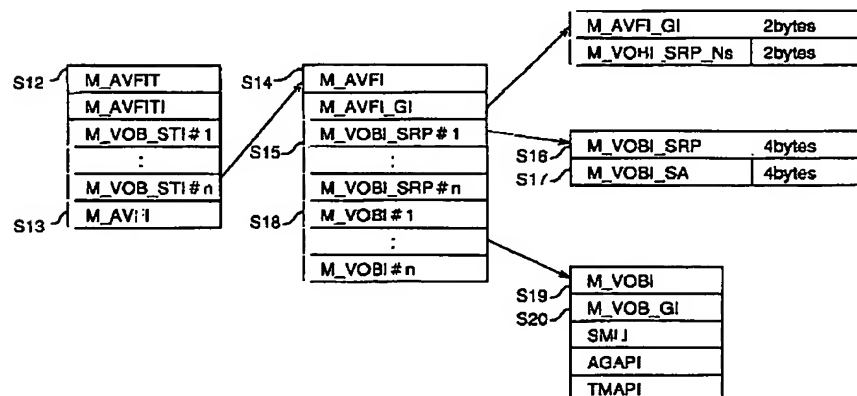 M_AVFI_GI 2bytes
M_VOHI_SRP_Ns 2bytes
S12 M_AVFIT
M_AVFITI
M_VOB_STI#1
:
M_VOB_STI#n
S13
S14 M_AVFI
M_AVFI_GI
S15 M_VOBI_SRP#1
:
M_VOBI_SRP#n
S18 M_VOBI#1
:
M_VOBI#n
S16 M_VOBI_SRP 4bytes
S17 M_VOBI_SA 4bytes
S19 M_VOBI
S20 M_VOB_GI
AGAPI
TMAPI